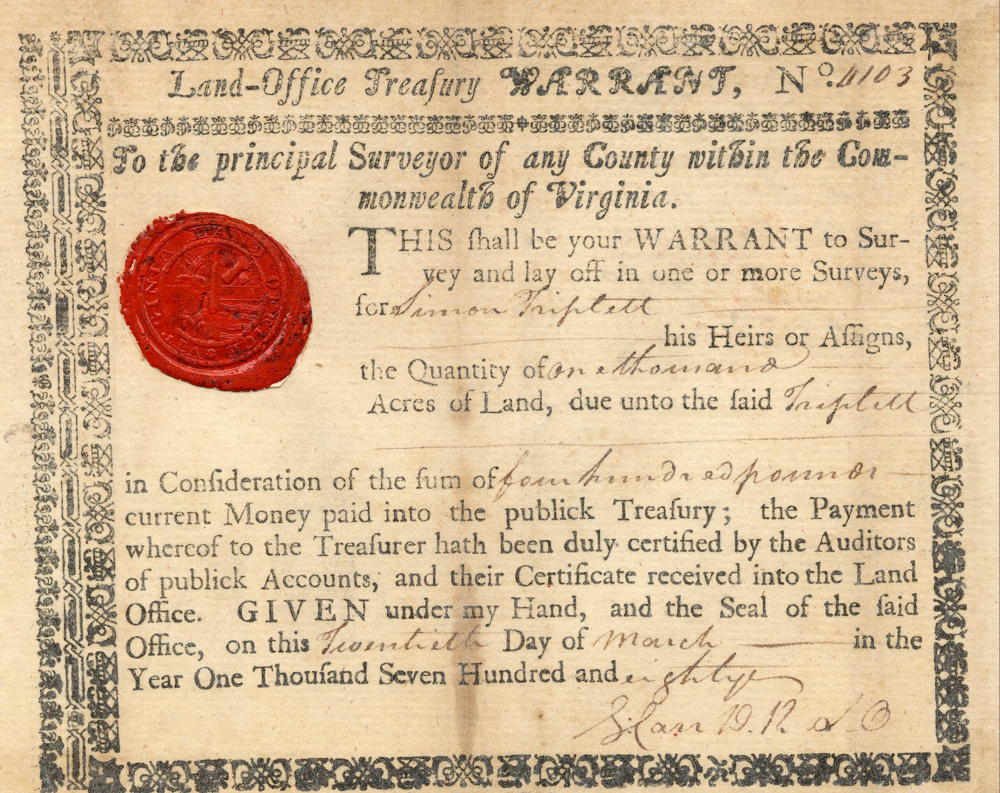 Land-Office Treaſury WARRANT, No. 4103
To the principal Surveyor of any County within the Com-
monwealth of Virginia.
THIS ſhall be your WARRANT to Sur-
vey and lay off in one or more Surveys,
for Simon Triplett
his Heirs or Aſſigns,
the Quantity of one thousand
Acres of Land, due unto the ſaid Triplett
in Conſideration of the ſum of four hundred pounds
current Money paid into the publick Treaſury; the Payment
whereof to the Treaſurer hath been duly certified by the Auditors
of publick Accounts, and their Certificate received into the Land
Office. GIVEN under my Hand, and the Seal of the ſaid
Office, on this Twentieth Day of March in the
Year One Thouſand Seven Hundred and eighty